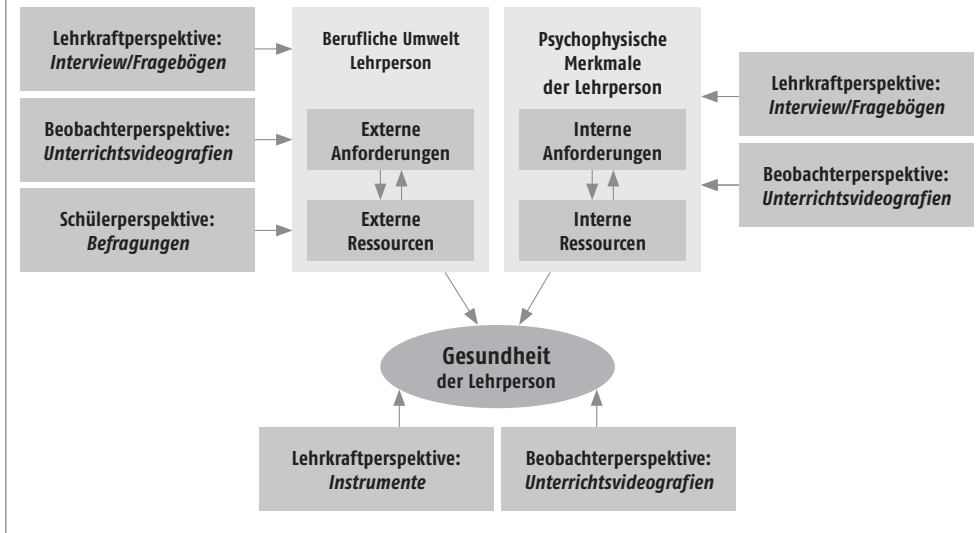 Lehrkraftperspektive:
Interview/Fragebögen
Beobachterperspektive:
Unterrichtsvideografien
Schülerperspektive:
Befragungen
Berufliche Umwelt
Lehrperson
Externe
Anforderungen
Externe
Ressourcen
Psychophysische
Merkmale
der Lehrperson
Interne
Anforderungen
Interne
Ressourcen
Lehrkraftperspektive:
Interview/Fragebögen
Beobachterperspektive:
Unterrichtsvideografien
Gesundheit
der Lehrperson
Lehrkraftperspektive:
Instrumente
Beobachterperspektive:
Unterrichtsvideografien